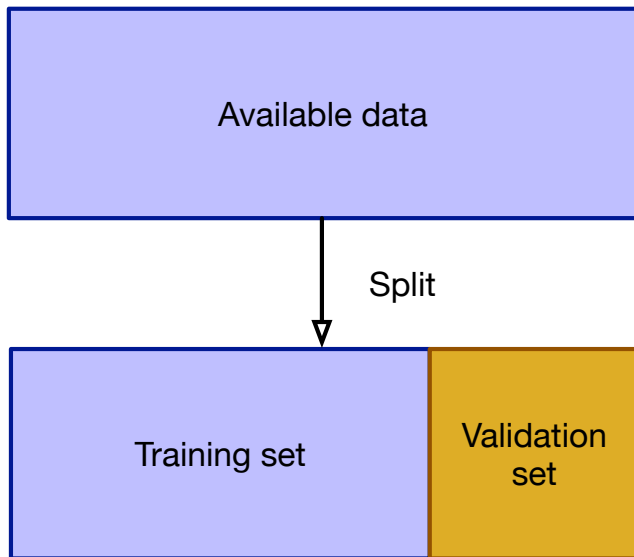 Available data
Split
Training set
Validation
set